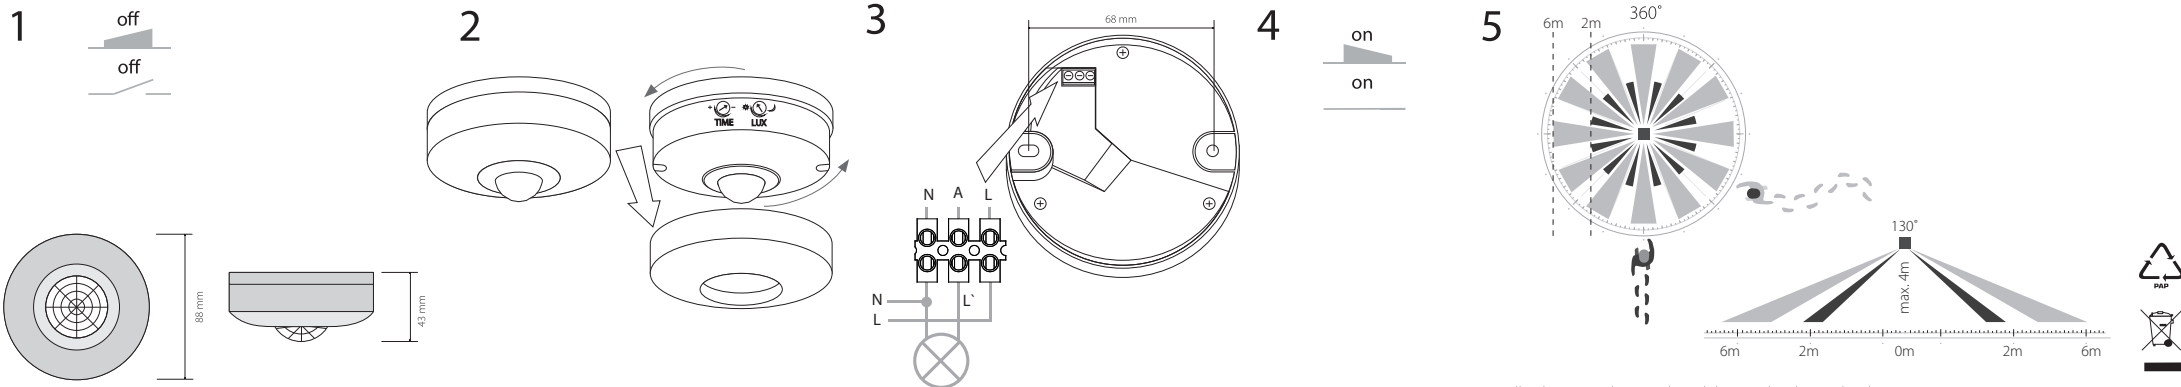 1
off
off
88 mm
43 mm
2
+ -
TIME LUX
3
68 mm
N A L
N
L`
L
4
on
on
5
6m 2m 360˚
130˚
max. 4m
6m 2m 0m 2m 6m
PAP